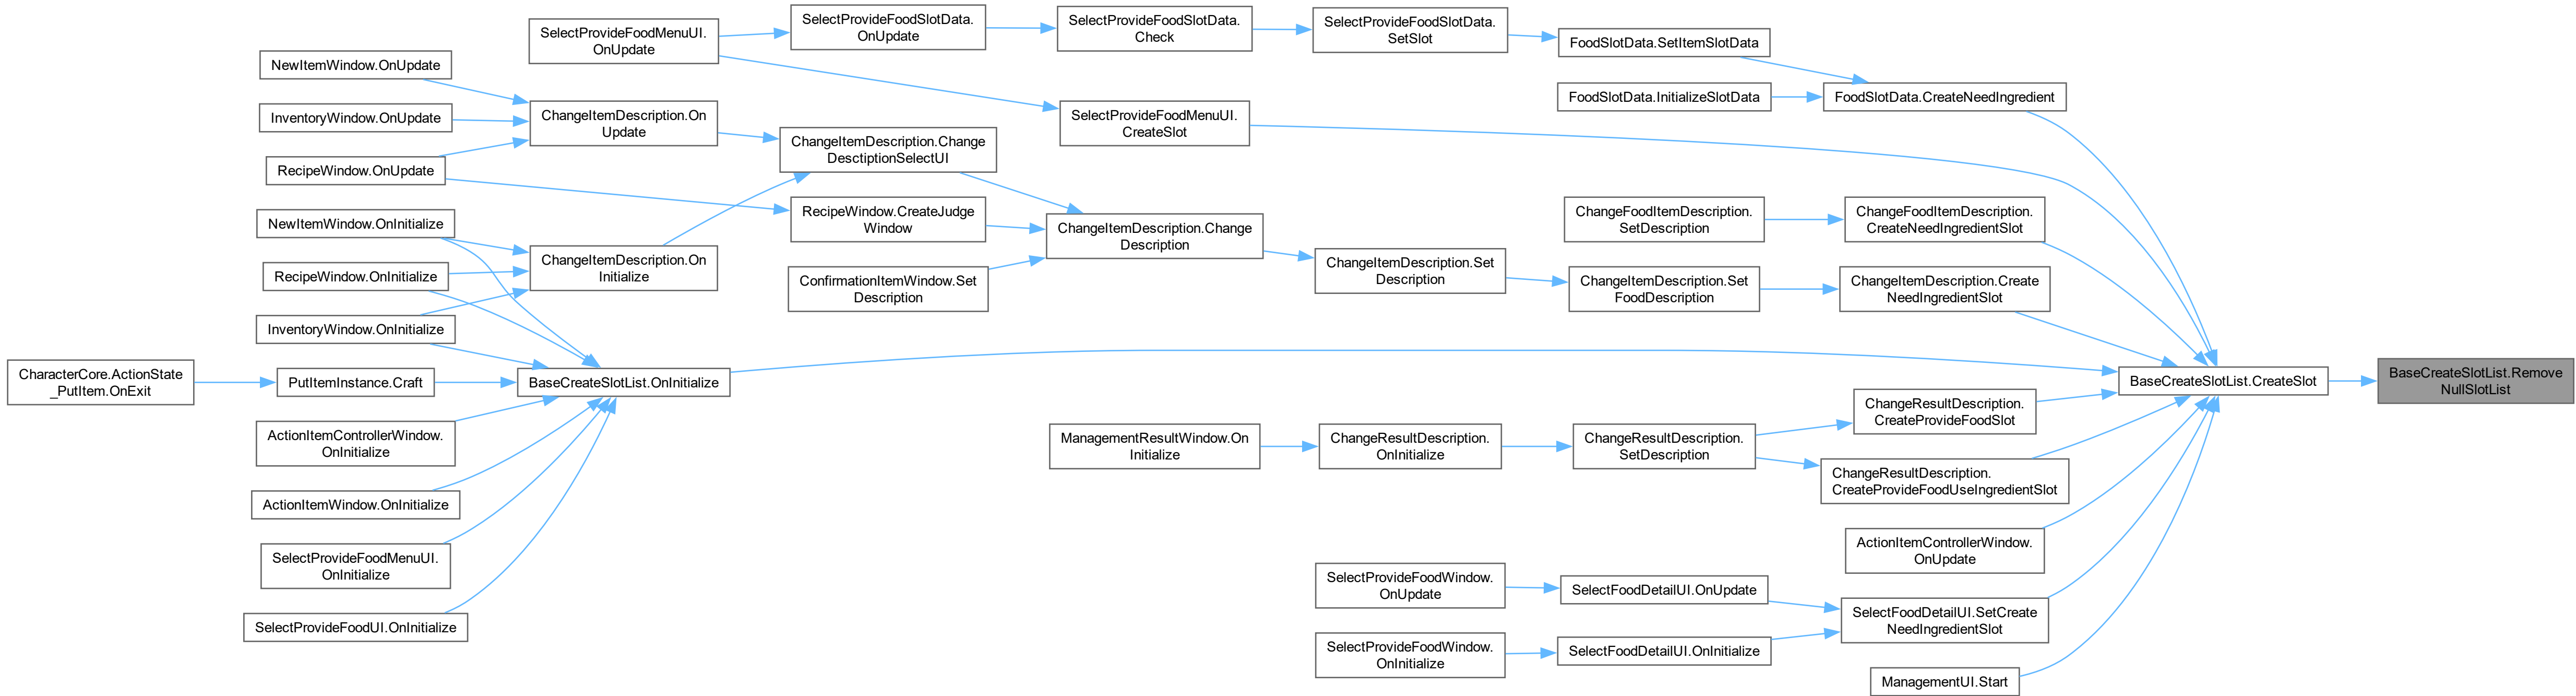 SelectProvideFoodMenuUI.
OnUpdate
SelectProvideFoodSlotData.
OnUpdate
SelectProvideFoodSlotData.
Check
SelectProvideFoodSlotData.
SetSlot
FoodSlotData.SetItemSlotData
NewItemWindow.OnUpdate
FoodSlotData.InitializeSlotData
FoodSlotData.CreateNeedIngredient
InventoryWindow.OnUpdate
ChangeItemDescription.On
Update
SelectProvideFoodMenuUI.
CreateSlot
ChangeItemDescription.Change
DesctiptionSelectUI
RecipeWindow.OnUpdate
NewItemWindow.OnInitialize
RecipeWindow.CreateJudge
Window
ChangeItemDescription.Change
Description
ChangeFoodItemDescription.
SetDescription
ChangeFoodItemDescription.
CreateNeedIngredientSlot
RecipeWindow.OnInitialize
ChangeItemDescription.On
Initialize
ConfirmationItemWindow.Set
Description
ChangeItemDescription.Set
Description
ChangeItemDescription.Set
FoodDescription
ChangeItemDescription.Create
NeedIngredientSlot
InventoryWindow.OnInitialize
CharacterCore.ActionState
_PutItem.OnExit
PutItemInstance.Craft
BaseCreateSlotList.OnInitialize
BaseCreateSlotList.CreateSlot
BaseCreateSlotList.Remove
NullSlotList
ActionItemControllerWindow.
OnInitialize
ManagementResultWindow.On
Initialize
ChangeResultDescription.
OnInitialize
ChangeResultDescription.
SetDescription
ChangeResultDescription.
CreateProvideFoodSlot
ChangeResultDescription.
CreateProvideFoodUseIngredientSlot
ActionItemWindow.OnInitialize
ActionItemControllerWindow.
OnUpdate
SelectProvideFoodMenuUI.
OnInitialize
SelectProvideFoodWindow.
OnUpdate
SelectFoodDetailUI.OnUpdate
SelectFoodDetailUI.SetCreate
NeedIngredientSlot
SelectProvideFoodUI.OnInitialize
SelectProvideFoodWindow.
OnInitialize
SelectFoodDetailUI.OnInitialize
ManagementUI.Start